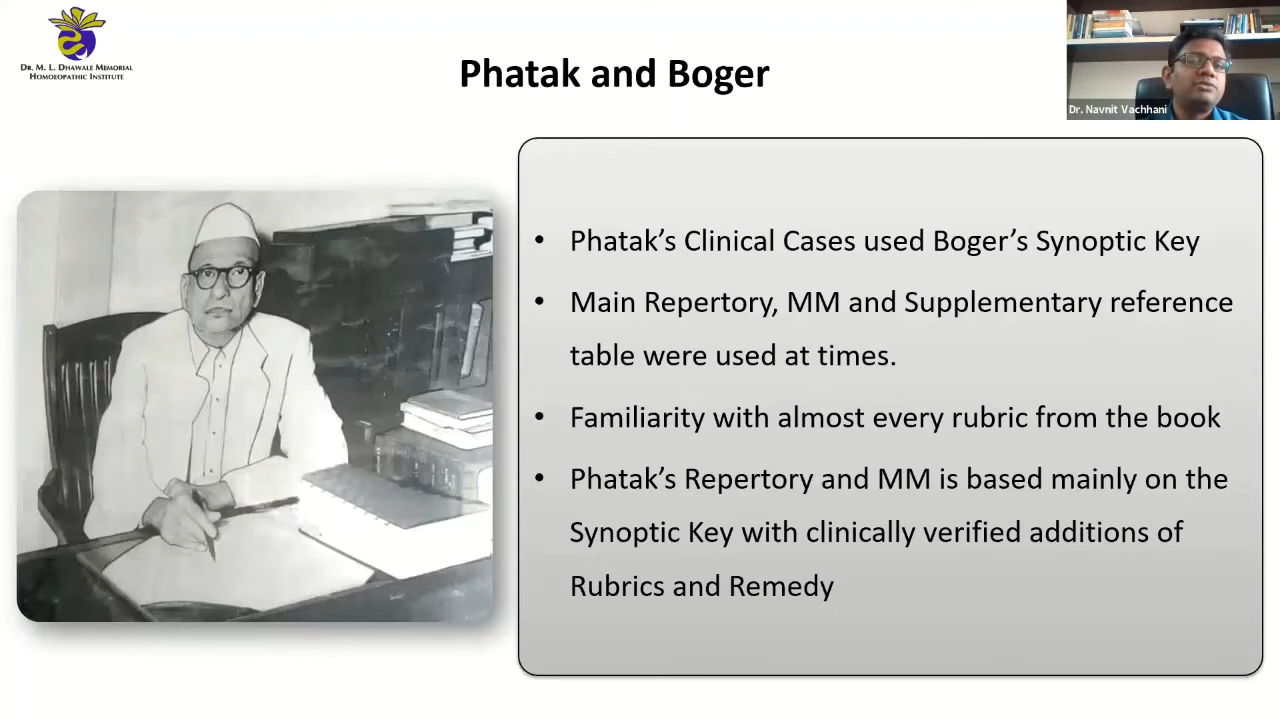 DR. M. L. DHAWALE MEMORIAL
HOMOEOPATHIC INSTITUTE
Phatak and Boger
Dr. Navnit Vachhani
• Phatak’s Clinical Cases used Boger’s Synoptic Key
• Main Repertory, MM and Supplementary reference
table were used at times.
• Familiarity with almost every rubric from the book
• Phatak’s Repertory and MM is based mainly on the
Synoptic Key with clinically verified additions of
Rubrics and Remedy